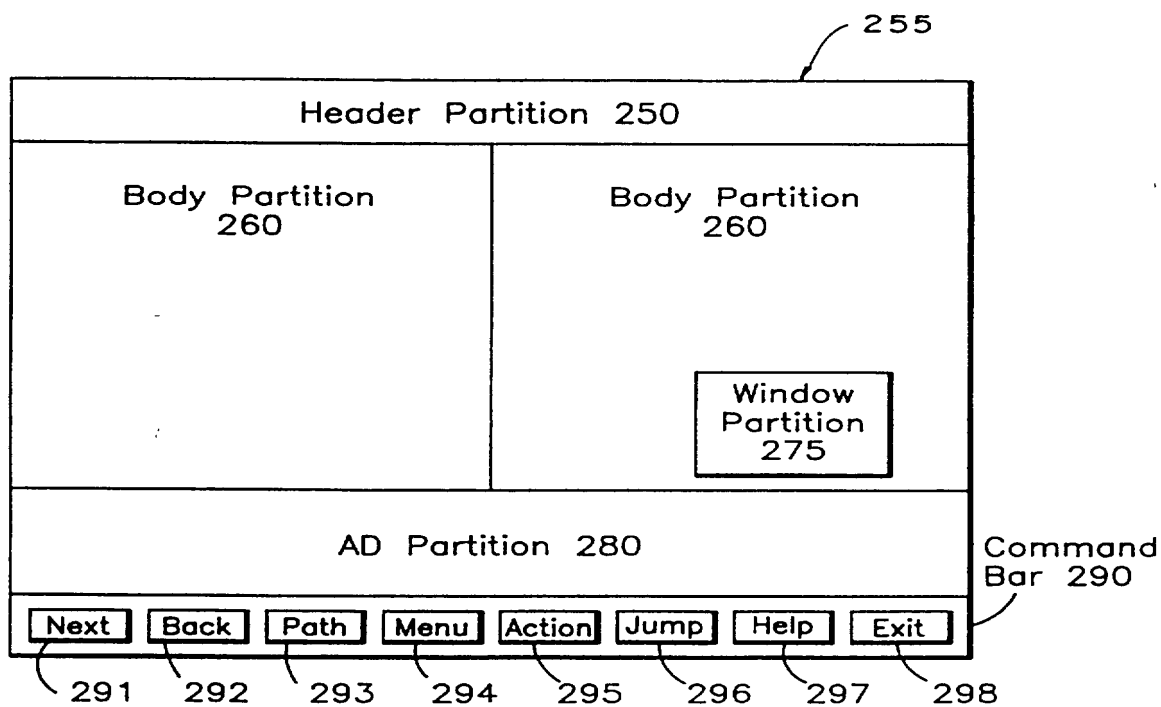 255
Header Partition 250
Body Partition
260
Body Partition
260
Window
Partition
275
AD Partition 280
Command
Bar 290
Next Back Path Menu Action Jump Help Exit
291 292 293 294 295 296 297 298